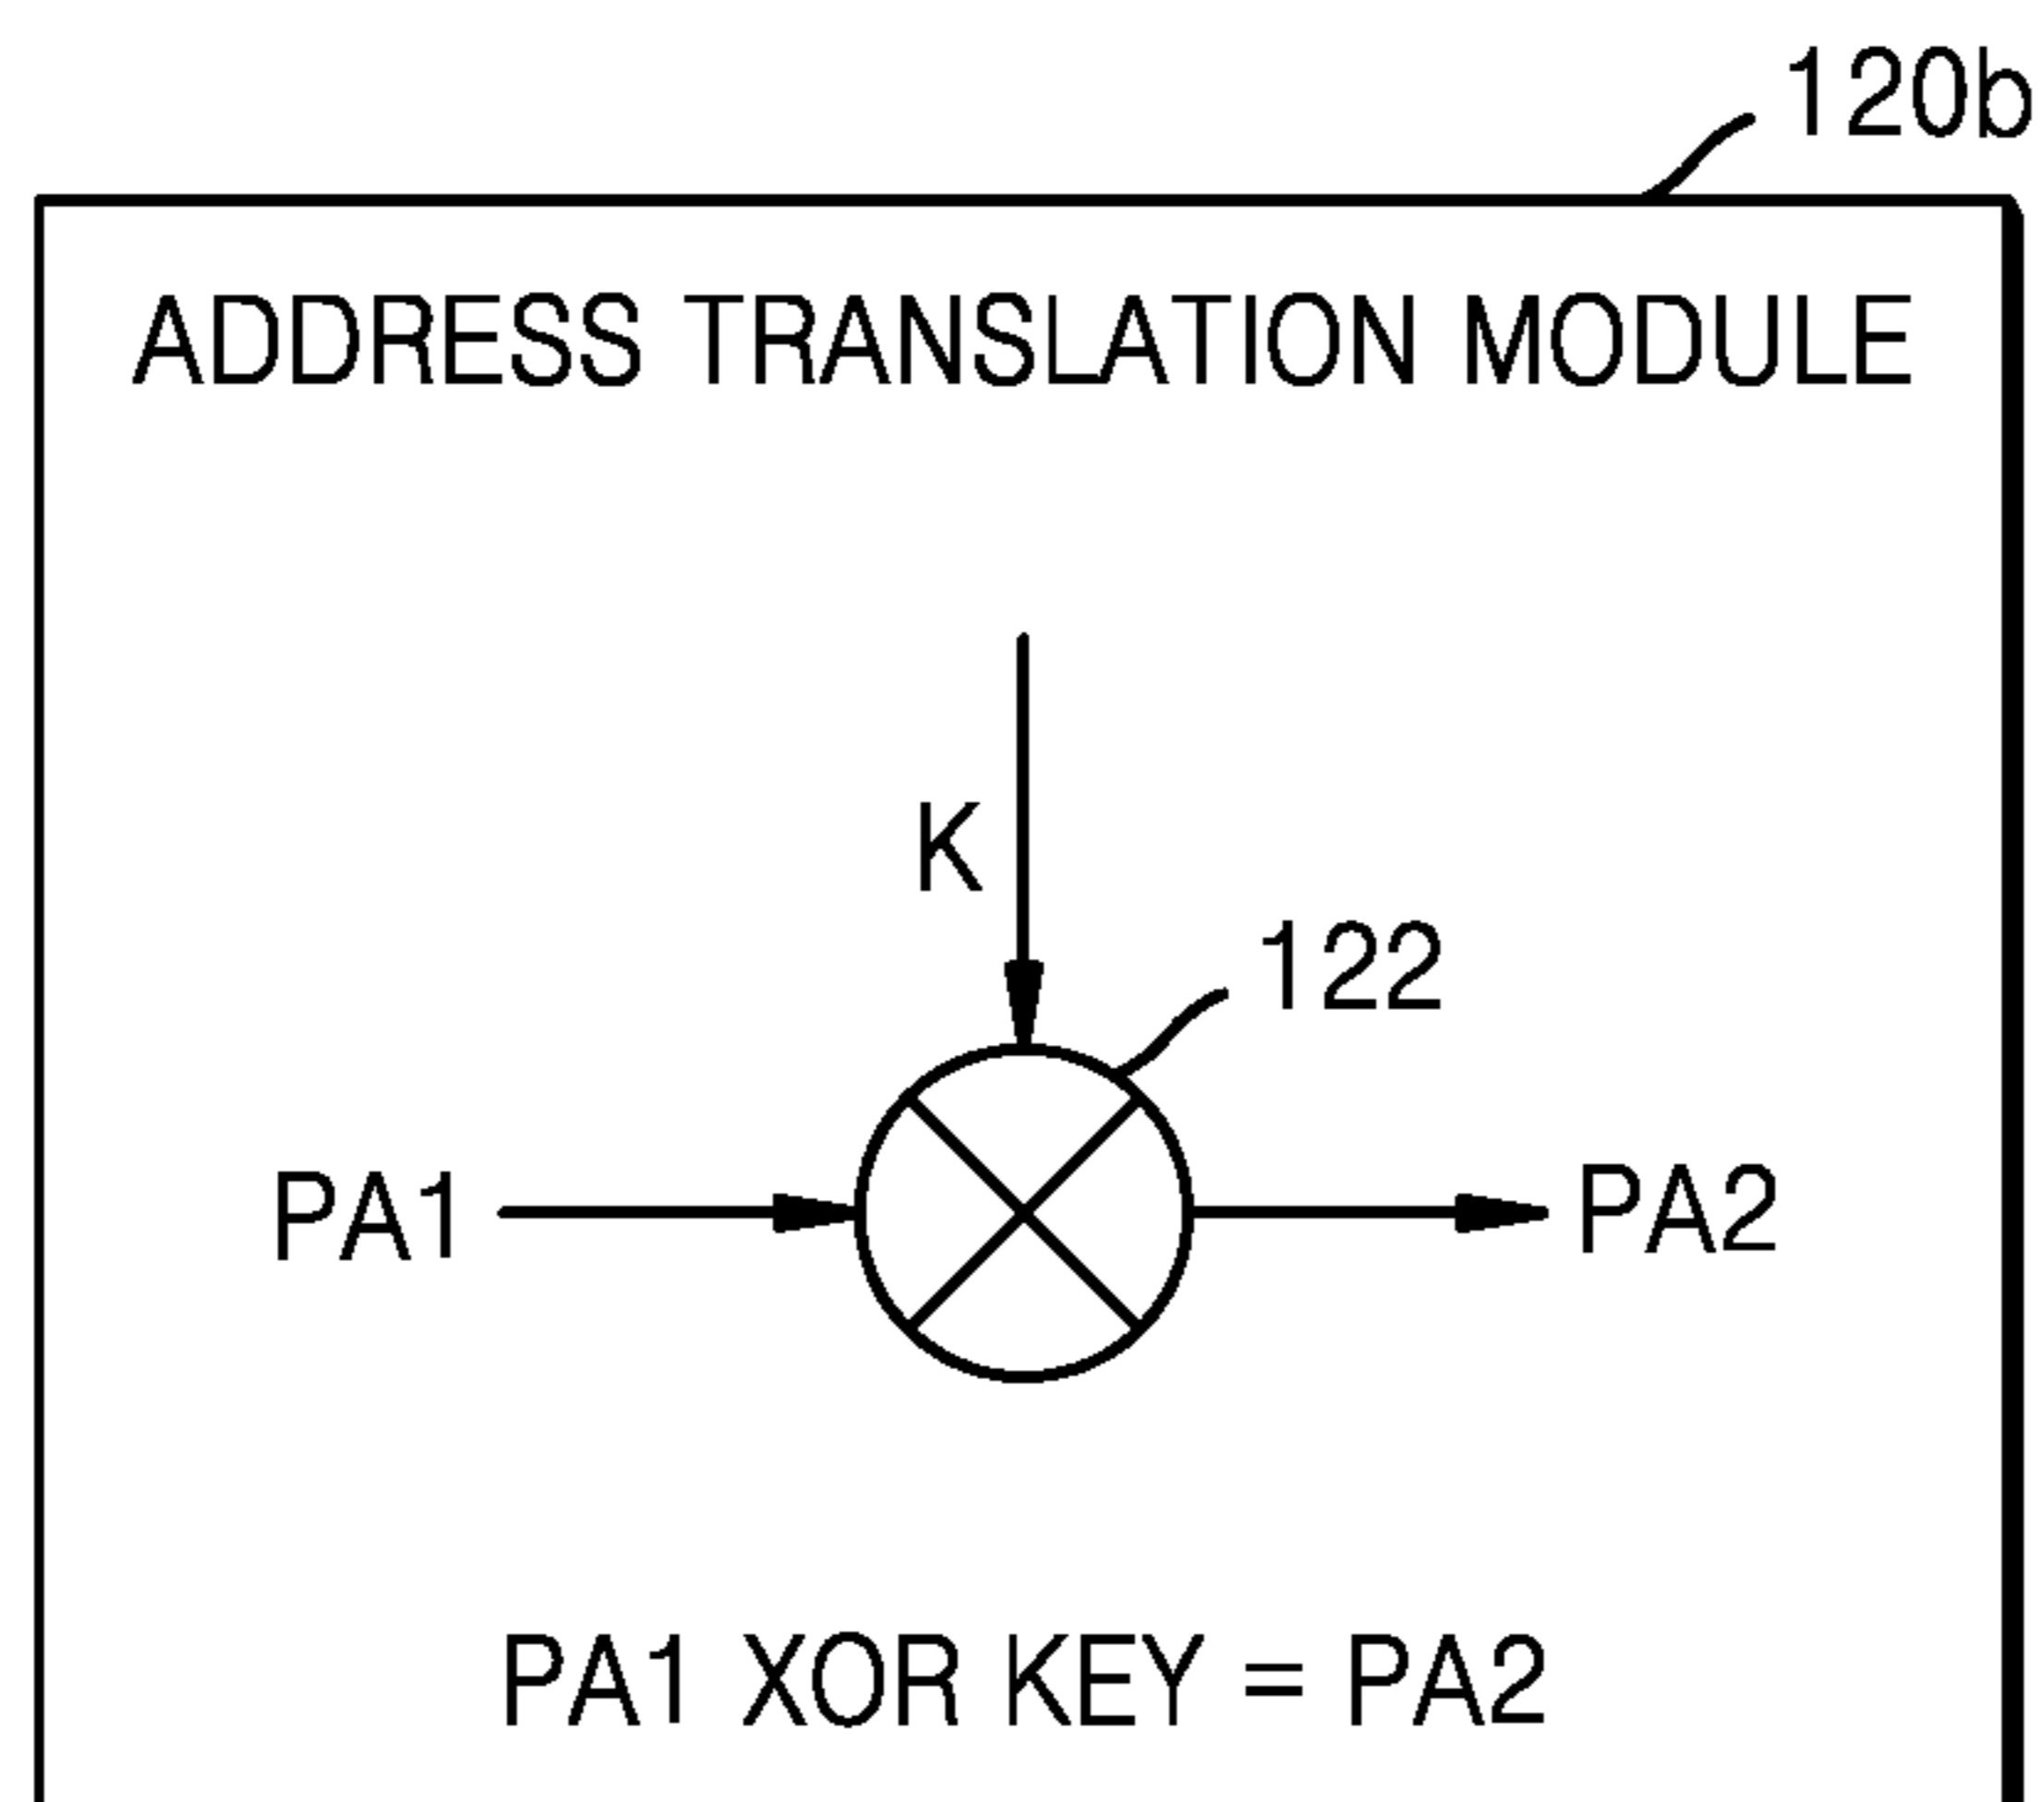 120b
ADDRESS TRANSLATION MODULE
K
122
PA1
PA2
PA1 XOR KEY = PA2